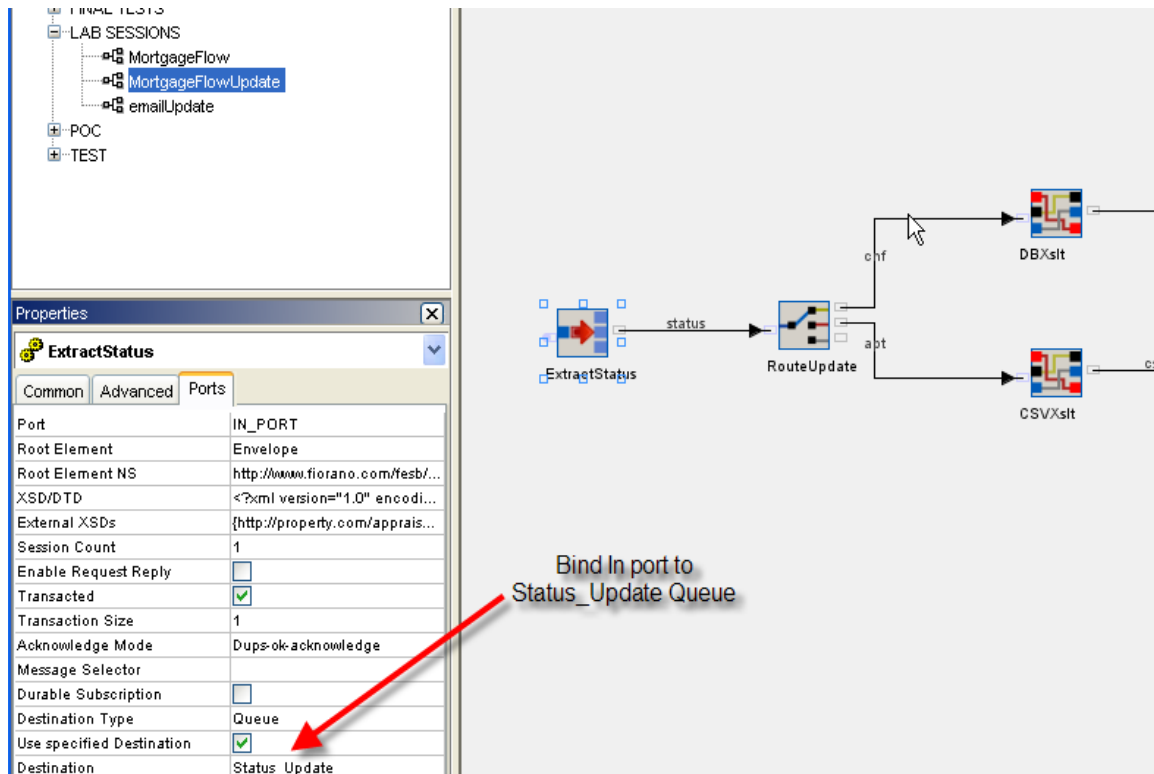 FINAL TESTS
LAB SESSIONS
MortgageFlow
MortgageFlowUpdate
emailUpdate
POC
TEST
Properties
ExtractStatus
Common Advanced Ports
Port IN_PORT
Root Element Envelope
Root Element NS http://www.fiorano.com/fesb/...
XSD/DTD <?xml version="1.0" encodi...
External XSDs {http://property.com/apprais...
Session Count 1
Enable Request Reply
Transacted
Transaction Size 1
Acknowledge Mode Dups-ok-acknowledge
Message Selector
Durable Subscription
Destination Type Queue
Use specified Destination
Destination Status_Update
ExtractStatus
status
RouteUpdate
DBXslt
CSVXslt
Bind In port to
Status_Update Queue